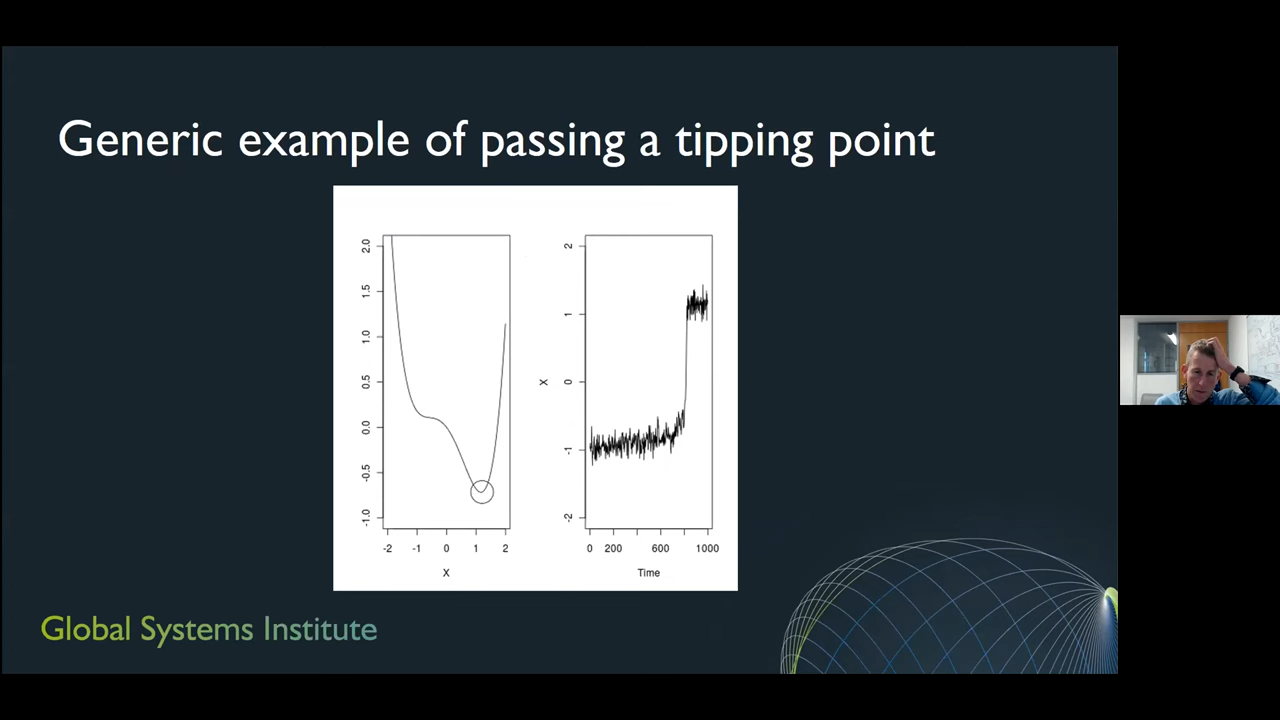 Generic example of passing a tipping point
2.0
1.5
1.0
0.5
0.0
-0.5
-1.0
-2 -1 0 1 2
X
2
1
0
-1
-2
X
0 200 600 1000
Time
Global Systems Institute